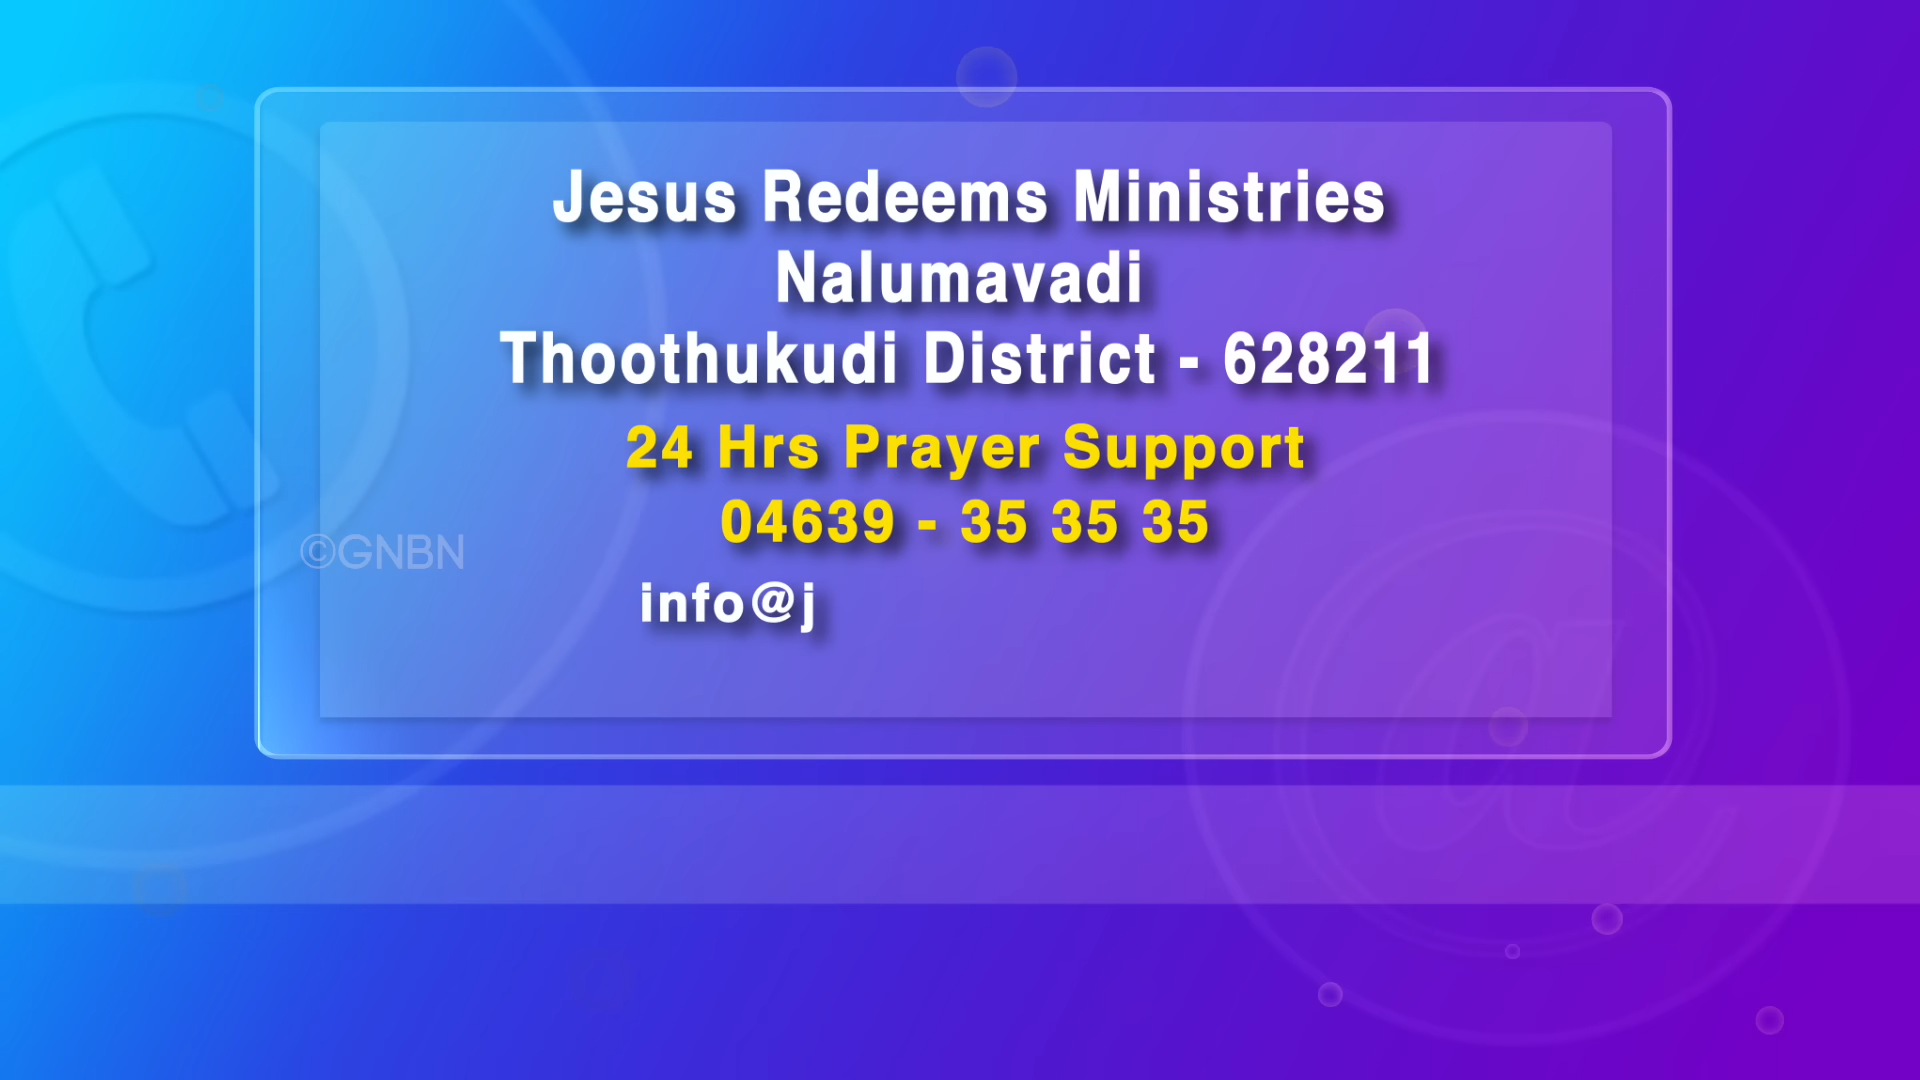 Jesus Redeems Ministries
Nalumavadi
Thoothukudi District - 628211
24 Hrs Prayer Support
04639 - 35 35 35
©GNBN
info@j